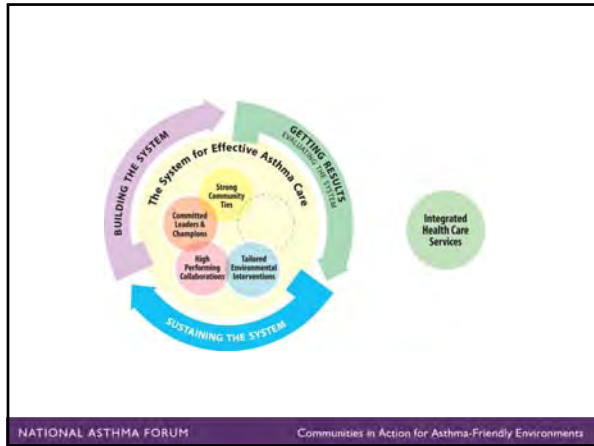 BUILDING THE SYSTEM
GETTING RESULTS
EVALUATING THE SYSTEM
The System for Effective Asthma Care
Strong
Community
Ties
Committed
Leaders &
Champions
High
Performing
Collaborations
Tailored
Environmental
Interventions
SUSTAINING THE SYSTEM
Integrated
Health Care
Services
NATIONAL ASTHMA FORUM
Communities in Action for Asthma-Friendly Environments